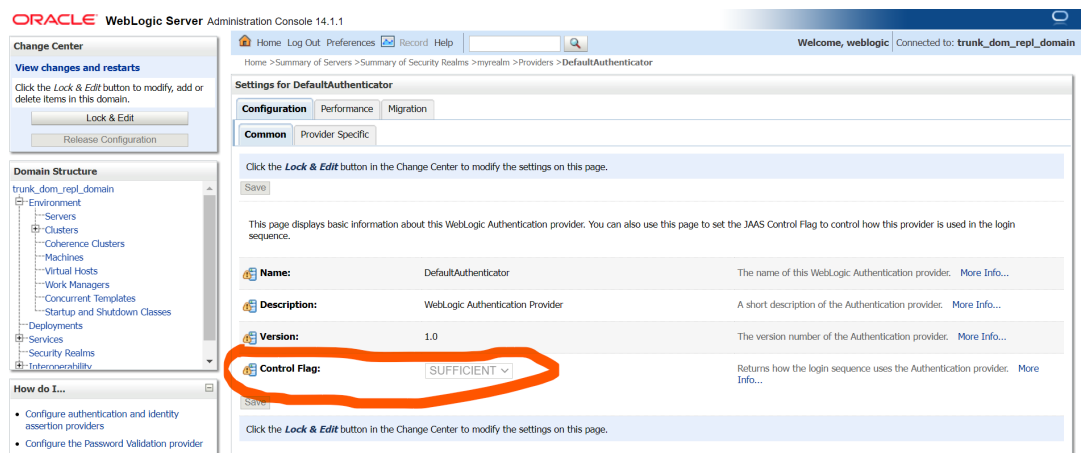 ORACLE WebLogic Server Administration Console 14.1.1
Change Center
View changes and restarts
Click the Lock & Edit button to modify, add or
delete items in this domain.
Lock & Edit
Release Configuration
Domain Structure
trunk_dom_repl_domain
Environment
Servers
Clusters
Coherence Clusters
Machines
Virtual Hosts
Work Managers
Concurrent Templates
Startup and Shutdown Classes
Deployments
Services
Security Realms
Interoperability
How do I...
Configure authentication and identity
assertion providers
Configure the Password Validation provider
Home Log Out Preferences Record Help
Welcome, weblogic Connected to: trunk_dom_repl_domain
Home >Summary of Servers >Summary of Security Realms >myrealm >Providers >DefaultAuthenticator
Settings for DefaultAuthenticator
Configuration Performance Migration
Common Provider Specific
Click the Lock & Edit button in the Change Center to modify the settings on this page.
Save
This page displays basic information about this WebLogic Authentication provider. You can also use this page to set the JAAS Control Flag to control how this provider is used in the login
sequence.
Name: DefaultAuthenticator The name of this WebLogic Authentication provider. More Info...
Description: WebLogic Authentication Provider A short description of the Authentication provider. More Info...
Version: 1.0 The version number of the Authentication provider. More Info...
Control Flag: SUFFICIENT Returns how the login sequence uses the Authentication provider. More
Info...
Save
Click the Lock & Edit button in the Change Center to modify the settings on this page.